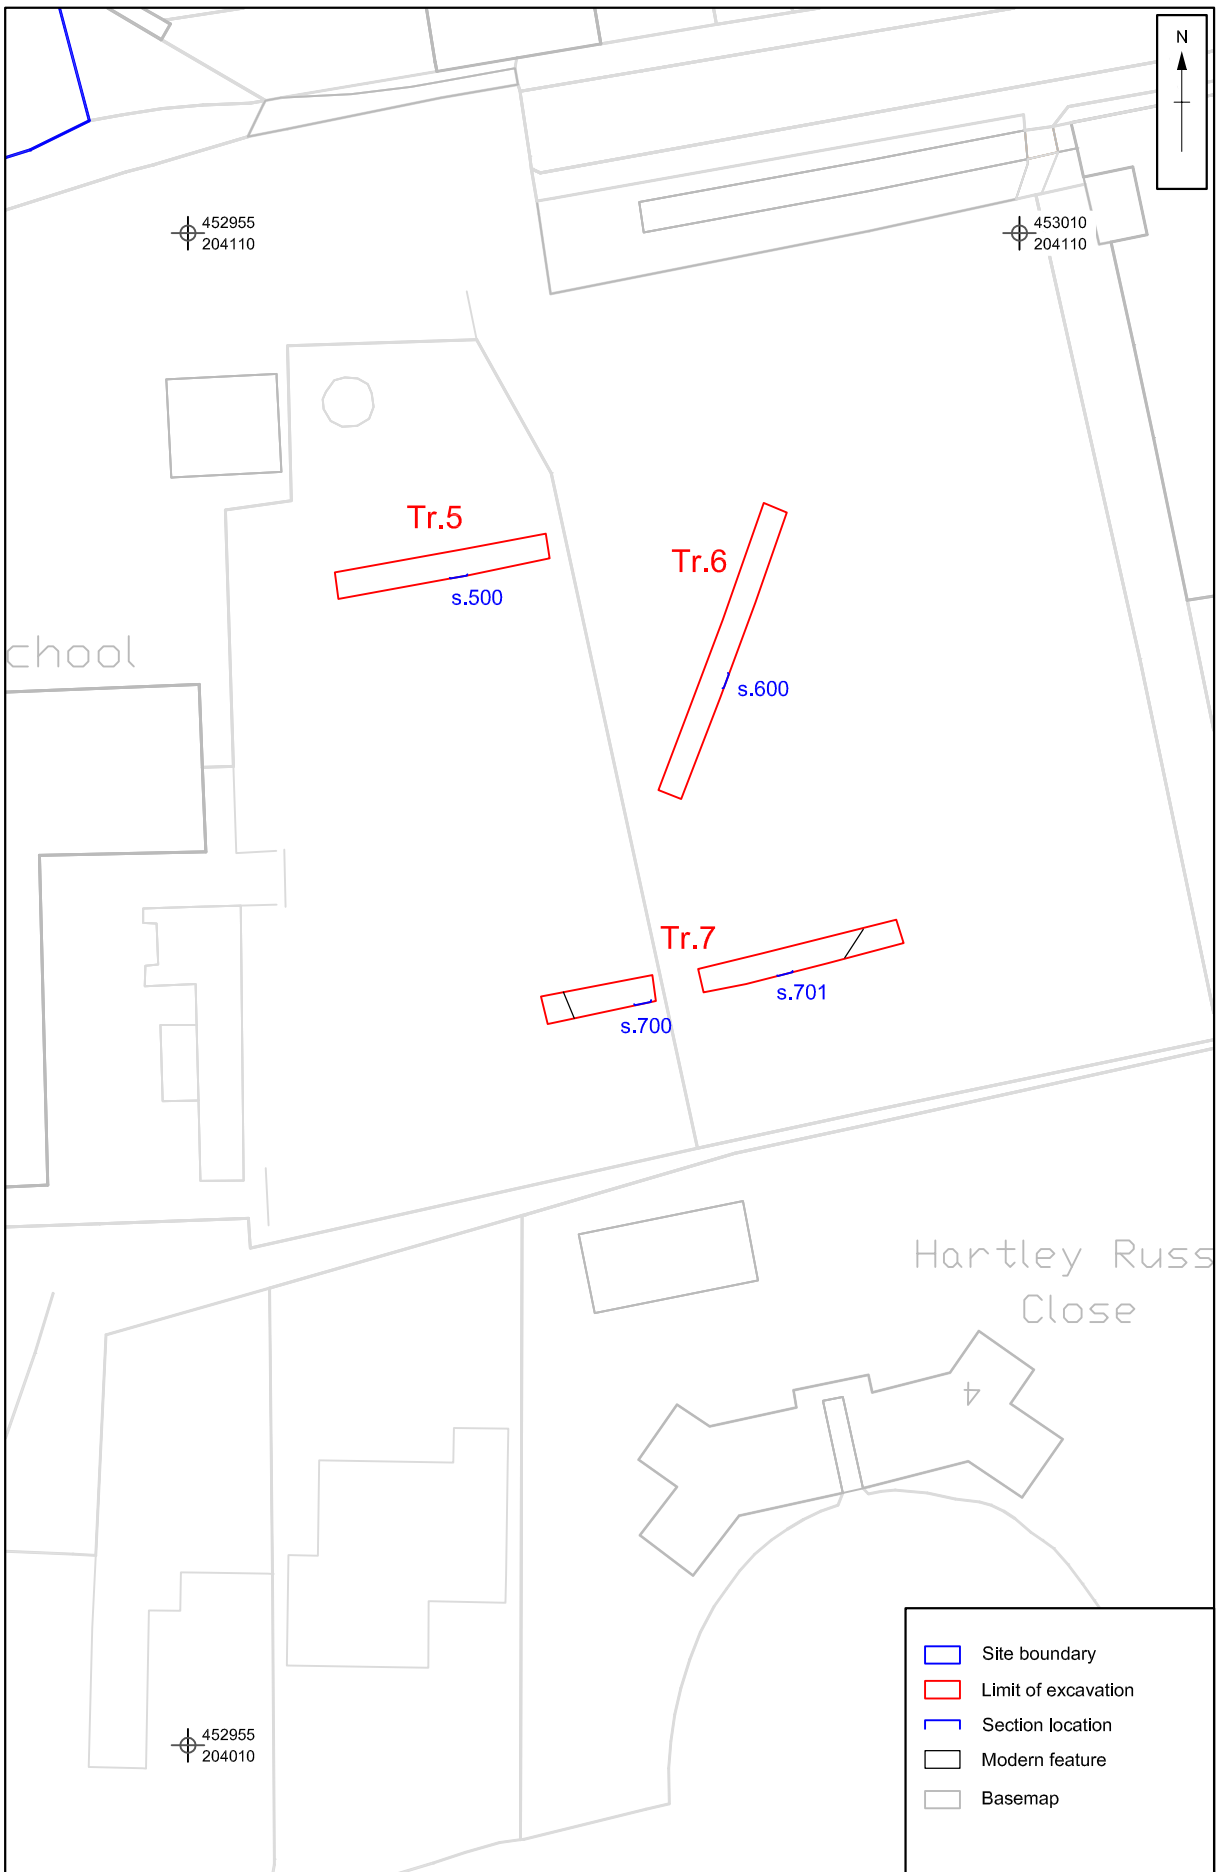 N
452955
204110
453010
204110
Tr.5
s.500
Tr.6
s.600
chool
Tr.7
s.701
s.700
Hartley Russ
Close
4
Site boundary
Limit of excavation
Section location
Modern feature
Basemap
452955
204010